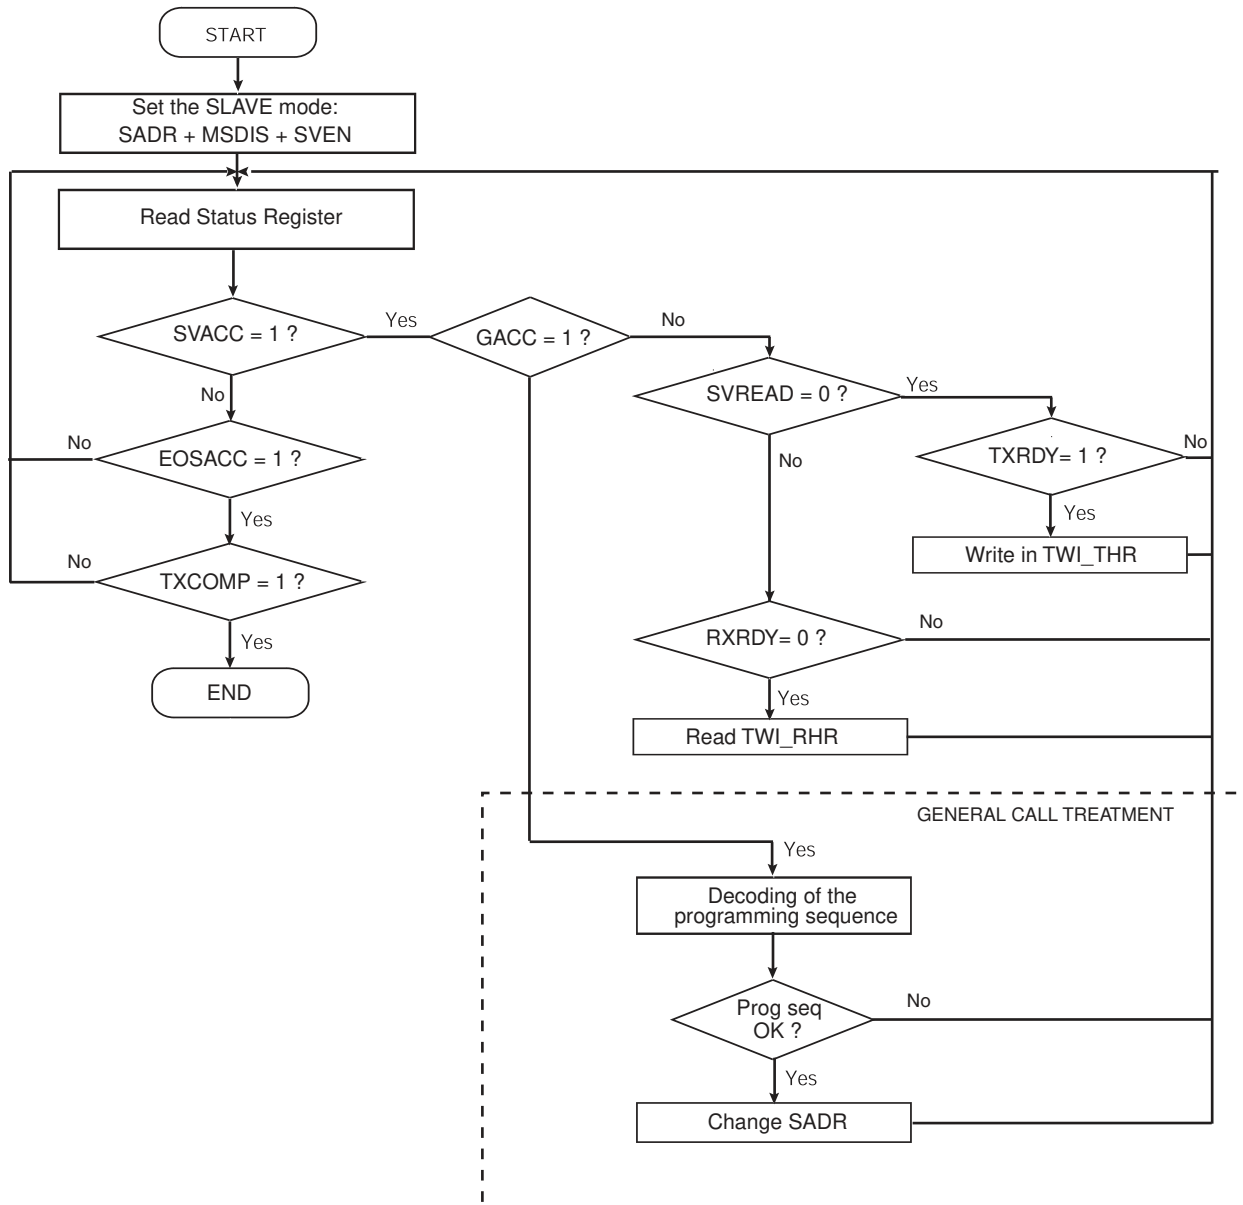 START
Set the SLAVE mode:
SADR + MSDIS + SVEN
Read Status Register
SVACC = 1 ?
Yes
GACC = 1 ?
No
SVREAD = 0 ?
Yes
No
EOSACC = 1 ?
No
No
TXRDY= 1 ?
No
Yes
Yes
Write in TWI_THR
TXCOMP = 1 ?
No
Yes
RXRDY= 0 ?
No
END
Yes
Read TWI_RHR
GENERAL CALL TREATMENT
Yes
Decoding of the
programming sequence
Prog seq
OK ?
No
Yes
Change SADR